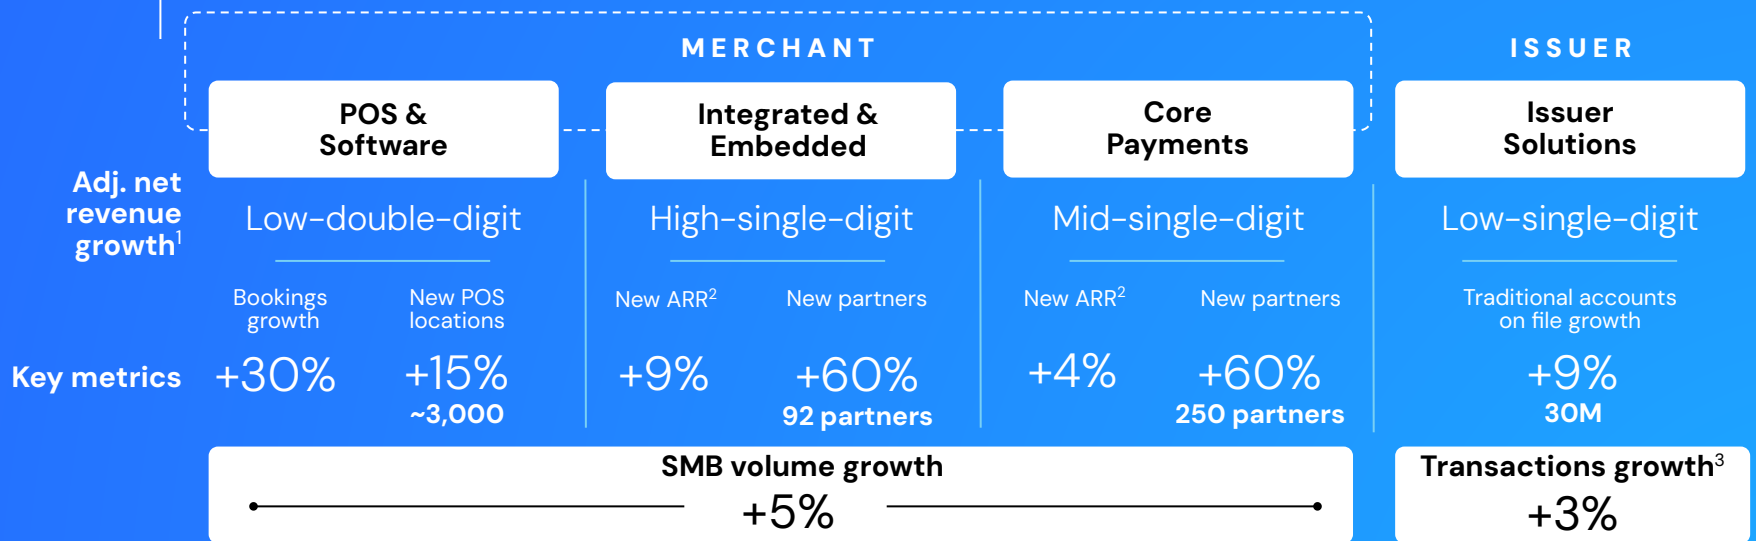 MERCHANT
ISSUER
POS &
Software
Integrated &
Embedded
Core
Payments
Issuer
Solutions
Adj. net
revenue
growth¹
Low-double-digit
High-single-digit
Mid-single-digit
Low-single-digit
Key metrics
Bookings
growth
+30%
New POS
locations
+15%
~3,000
New ARR²
+9%
New partners
+60%
92 partners
New ARR²
+4%
New partners
+60%
250 partners
Traditional accounts
on file growth
+9%
30M
SMB volume growth
+5%
Transactions growth³
+3%